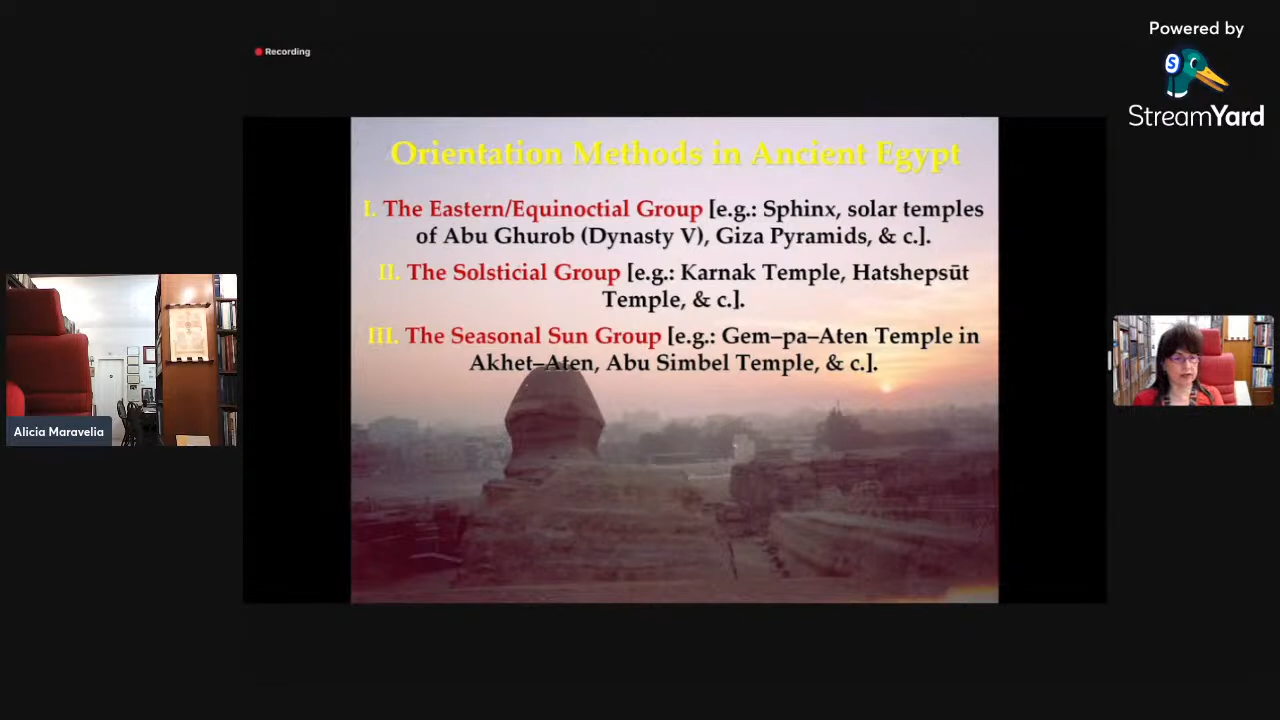 Recording
Powered by
StreamYard
Orientation Methods in Ancient Egypt
I. The Eastern/Equinoctial Group [e.g.: Sphinx, solar temples
of Abu Ghurob (Dynasty V), Giza Pyramids, & c.].
II. The Solsticial Group [e.g.: Karnak Temple, Hatshepsūt
Temple, & c.].
III. The Seasonal Sun Group [e.g.: Gem–pa–Aten Temple in
Akhet–Aten, Abu Simbel Temple, & c.].
Alicia Maravelia